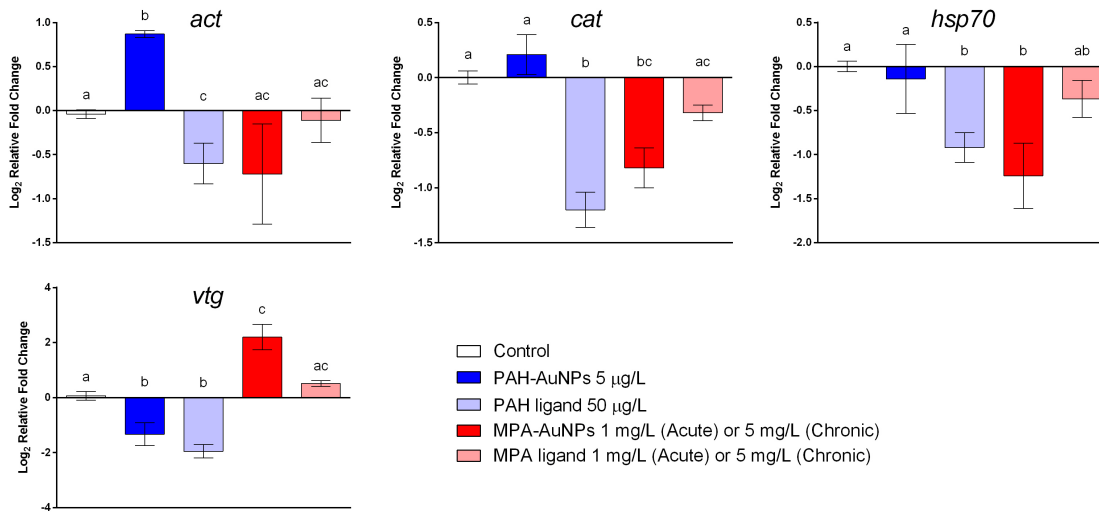 act
Log2 Relative Fold Change
1.0
0.5
0.0
-0.5
-1.0
-1.5
a
b
c
ac
ac
cat
Log2 Relative Fold Change
0.5
0.0
-0.5
-1.0
-1.5
a
a
b
bc
ac
hsp70
Log2 Relative Fold Change
0.5
0.0
-0.5
-1.0
-1.5
-2.0
a
a
b
b
ab
vtg
Log2 Relative Fold Change
4
2
0
-2
-4
a
b
b
c
ac
Control
PAH-AuNPs 5 μg/L
PAH ligand 50 μg/L
MPA-AuNPs 1 mg/L (Acute) or 5 mg/L (Chronic)
MPA ligand 1 mg/L (Acute) or 5 mg/L (Chronic)